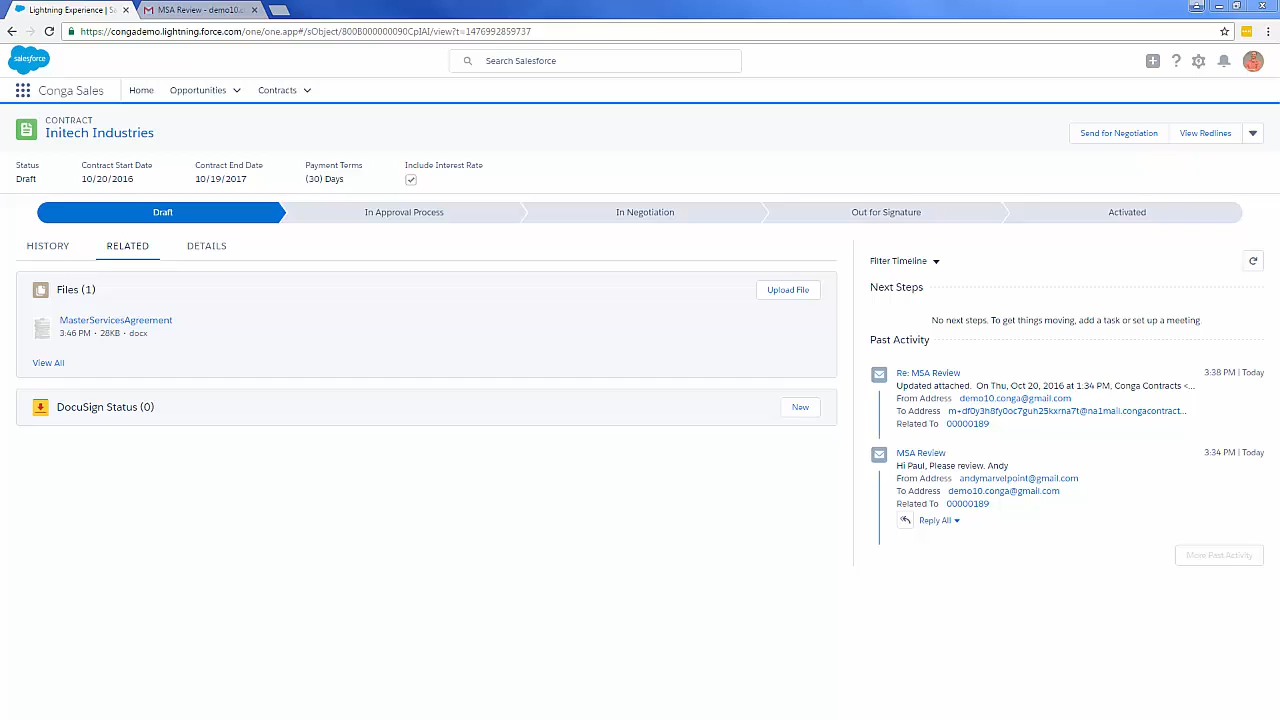 Lightning Experience | Sa
MSA Review - demo10.c
https://congademo.lightning.force.com/one/one.app#/sObject/800B000000090CpIAI/view?t=1476992859737
salesforce
Search Salesforce
Conga Sales
Home
Opportunities
Contracts
CONTRACT
Initech Industries
Send for Negotiation
View Redlines
Status
Contract Start Date
Contract End Date
Payment Terms
Include Interest Rate
Draft
10/20/2016
10/19/2017
(30) Days
Draft
In Approval Process
In Negotiation
Out for Signature
Activated
HISTORY
RELATED
DETAILS
Files (1)
Upload File
MasterServicesAgreement
3:46 PM • 28KB • docx
View All
DocuSign Status (0)
New
Filter Timeline
Next Steps
No next steps. To get things moving, add a task or set up a meeting
Past Activity
Re: MSA Review
3:38 PM | Today
Updated attached. On Thu, Oct 20, 2016 at 1:34 PM, Conga Contracts <...
From Address demo10.conga@gmail.com
To Address m+df0y3h8fy0oc7guh25kxrna7t@na1mail.congacontract...
Related To 00000189
MSA Review
3:34 PM | Today
Hi Paul, Please review. Andy
From Address andymarvelpoint@gmail.com
To Address demo10.conga@gmail.com
Related To 00000189
Reply All
More Past Activity